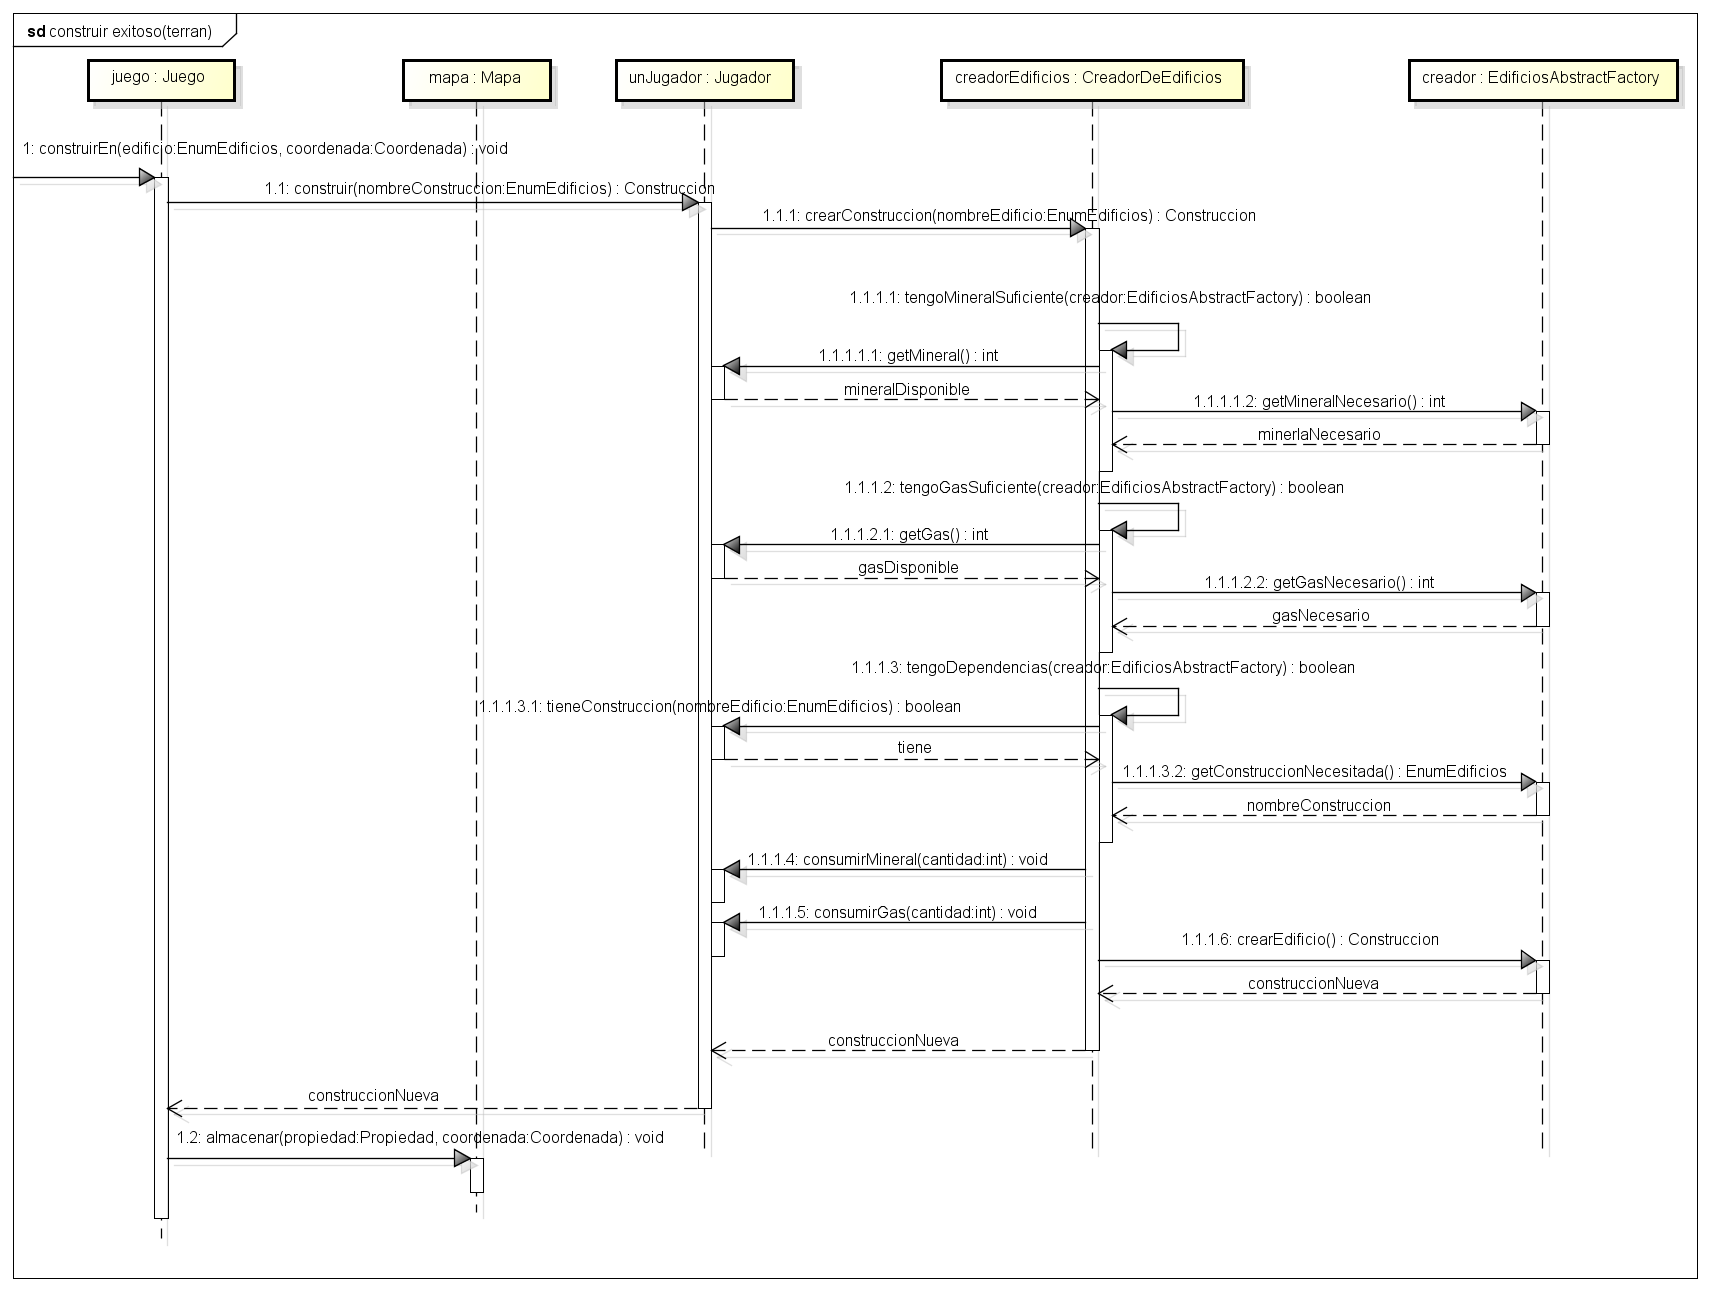 sd construir exitoso(terran)
juego : Juego
mapa : Mapa
unJugador : Jugador
creadorEdificios : CreadorDeEdificios
creador : EdificiosAbstractFactory
1: construirEn(edificio:EnumEdificios, coordenada:Coordenada) : void
1.1: construir(nombreConstruccion:EnumEdificios) : Construccion
1.1.1: crearConstruccion(nombreEdificio:EnumEdificios) : Construccion
1.1.1.1: tengoMineralSuficiente(creador:EdificiosAbstractFactory) : boolean
1.1.1.1.1: getMineral() : int
mineralDisponible
1.1.1.1.2: getMineralNecesario() : int
minerlaNecesario
1.1.1.2: tengoGasSuficiente(creador:EdificiosAbstractFactory) : boolean
1.1.1.2.1: getGas() : int
gasDisponible
1.1.1.2.2: getGasNecesario() : int
gasNecesario
1.1.1.3: tengoDependencias(creador:EdificiosAbstractFactory) : boolean
1.1.1.3.1: tieneConstruccion(nombreEdificio:EnumEdificios) : boolean
tiene
1.1.1.3.2: getConstruccionNecesitada() : EnumEdificios
nombreConstruccion
1.1.1.4: consumirMineral(cantidad:int) : void
1.1.1.5: consumirGas(cantidad:int) : void
1.1.1.6: crearEdificio() : Construccion
construccionNueva
construccionNueva
construccionNueva
1.2: almacenar(propiedad:Propiedad, coordenada:Coordenada) : void